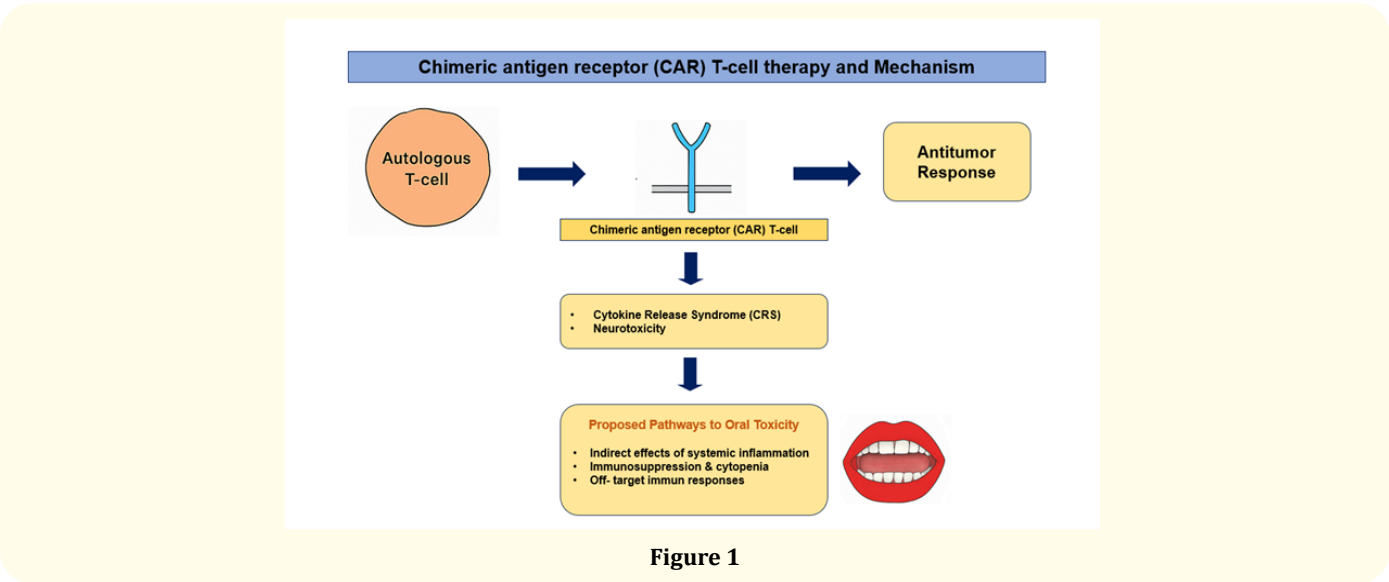 Chimeric antigen receptor (CAR) T-cell therapy and Mechanism
Autologous
T-cell
Antitumor
Response
Chimeric antigen receptor (CAR) T-cell
• Cytokine Release Syndrome (CRS)
• Neurotoxicity
Proposed Pathways to Oral Toxicity
• Indirect effects of systemic inflammation
• Immunosuppression & cytopenia
• Off- target immun responses
Figure 1